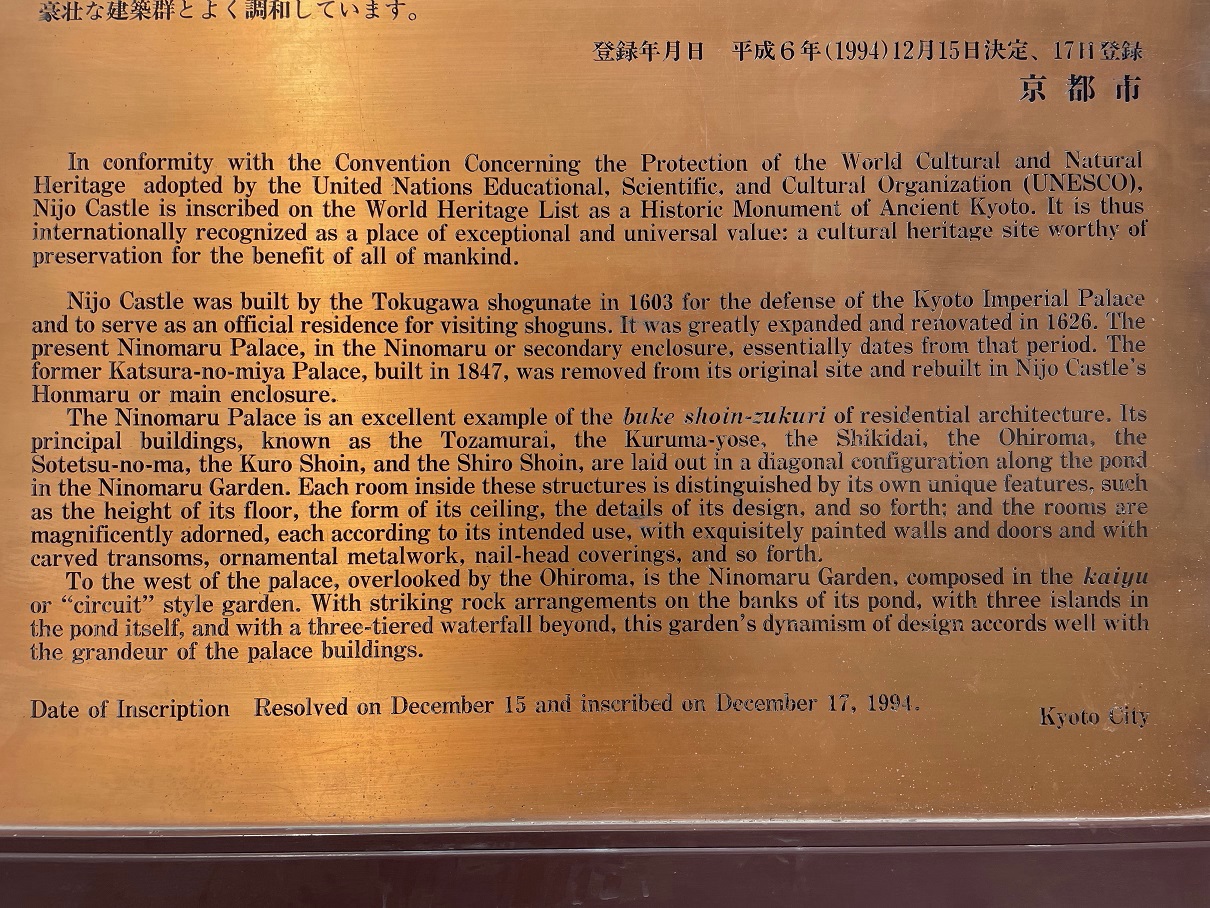 豪壮な建築群とよく調和しています。
登録年月日 平成6年(1994)12月15日決定、17日登録
京都市
In conformity with the Convention Concerning the Protection of the World Cultural and Natural
Heritage adopted by the United Nations Educational, Scientific, and Cultural Organization (UNESCO),
Nijo Castle is inscribed on the World Heritage List as a Historic Monument of Ancient Kyoto. It is thus
internationally recognized as a place of exceptional and universal value: a cultural heritage site worthy of
preservation for the benefit of all of mankind.
Nijo Castle was built by the Tokugawa shogunate in 1603 for the defense of the Kyoto Imperial Palace
and to serve as an official residence for visiting shoguns. It was greatly expanded and renovated in 1626. The
present Ninomaru Palace, in the Ninomaru or secondary enclosure, essentially dates from that period. The
former Katsura-no-miya Palace, built in 1847, was removed from its original site and rebuilt in Nijo Castle's
Honmaru or main enclosure.
The Ninomaru Palace is an excellent example of the buke shoin-zukuri of residential architecture. Its
principal buildings, known as the Tozamurai, the Kuruma-yose, the Shikidai, the Ohiroma, the
Sotetsu-no-ma, the Kuro Shoin, and the Shiro Shoin, are laid out in a diagonal configuration along the pond
in the Ninomaru Garden. Each room inside these structures is distinguished by its own unique features, such
as the height of its floor, the form of its ceiling, the details of its design, and so forth; and the rooms are
magnificently adorned, each according to its intended use, with exquisitely painted walls and doors and with
carved transoms, ornamental metalwork, nail-head coverings, and so forth.
To the west of the palace, overlooked by the Ohiroma, is the Ninomaru Garden, composed in the kaiyu
or “circuit” style garden. With striking rock arrangements on the banks of its pond, with three islands in
the pond itself, and with a three-tiered waterfall beyond, this garden's dynamism of design accords well with
the grandeur of the palace buildings.
Date of Inscription Resolved on December 15 and inscribed on December 17, 1994.
Kyoto City